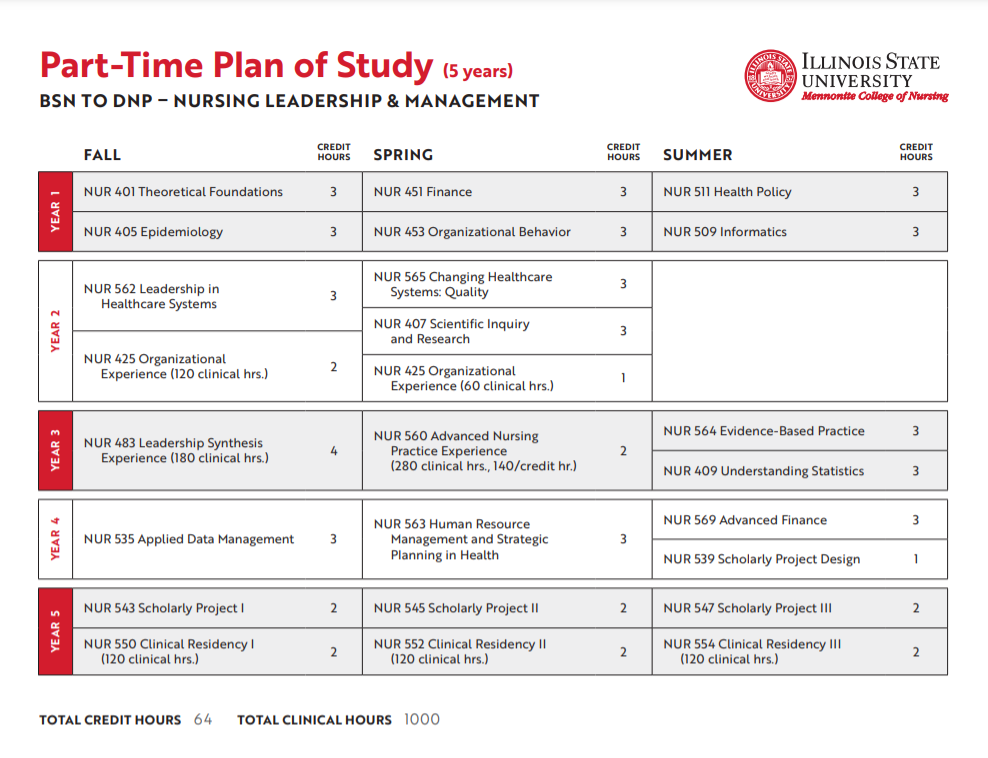 Part-Time Plan of Study (5 years)
BSN TO DNP – NURSING LEADERSHIP & MANAGEMENT
ILLINOIS STATE
UNIVERSITY
Mennonite College of Nursing
FALL
CREDIT
HOURS
SPRING
CREDIT
HOURS
SUMMER
CREDIT
HOURS
YEAR 1
NUR 401 Theoretical Foundations 3
NUR 451 Finance 3
NUR 511 Health Policy 3
NUR 405 Epidemiology 3
NUR 453 Organizational Behavior 3
NUR 509 Informatics 3
YEAR 2
NUR 562 Leadership in
Healthcare Systems 3
NUR 425 Organizational
Experience (120 clinical hrs.) 2
NUR 565 Changing Healthcare
Systems: Quality 3
NUR 407 Scientific Inquiry
and Research 3
NUR 425 Organizational
Experience (60 clinical hrs.) 1
YEAR 3
NUR 483 Leadership Synthesis
Experience (180 clinical hrs.) 4
NUR 560 Advanced Nursing
Practice Experience
(280 clinical hrs., 140/credit hr.) 2
NUR 564 Evidence-Based Practice 3
NUR 409 Understanding Statistics 3
YEAR 4
NUR 535 Applied Data Management 3
NUR 563 Human Resource
Management and Strategic
Planning in Health 3
NUR 569 Advanced Finance 3
NUR 539 Scholarly Project Design 1
YEAR 5
NUR 543 Scholarly Project I 2
NUR 545 Scholarly Project II 2
NUR 547 Scholarly Project III 2
NUR 550 Clinical Residency I
(120 clinical hrs.) 2
NUR 552 Clinical Residency II
(120 clinical hrs.) 2
NUR 554 Clinical Residency III
(120 clinical hrs.) 2
TOTAL CREDIT HOURS 64 TOTAL CLINICAL HOURS 1000